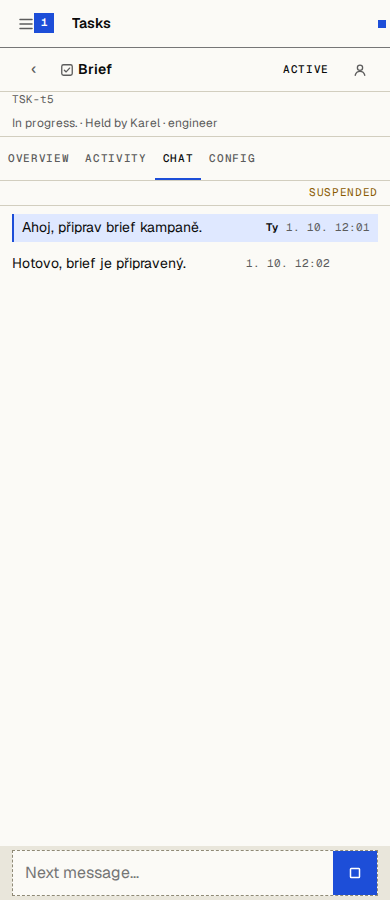 1 Tasks
‹ Brief ACTIVE
TSK-t5
In progress. · Held by Karel · engineer
OVERVIEW ACTIVITY CHAT CONFIG
SUSPENDED
Ahoj, připrav brief kampaně. Ty 1. 10. 12:01
Hotovo, brief je připravený. 1. 10. 12:02
Next message...